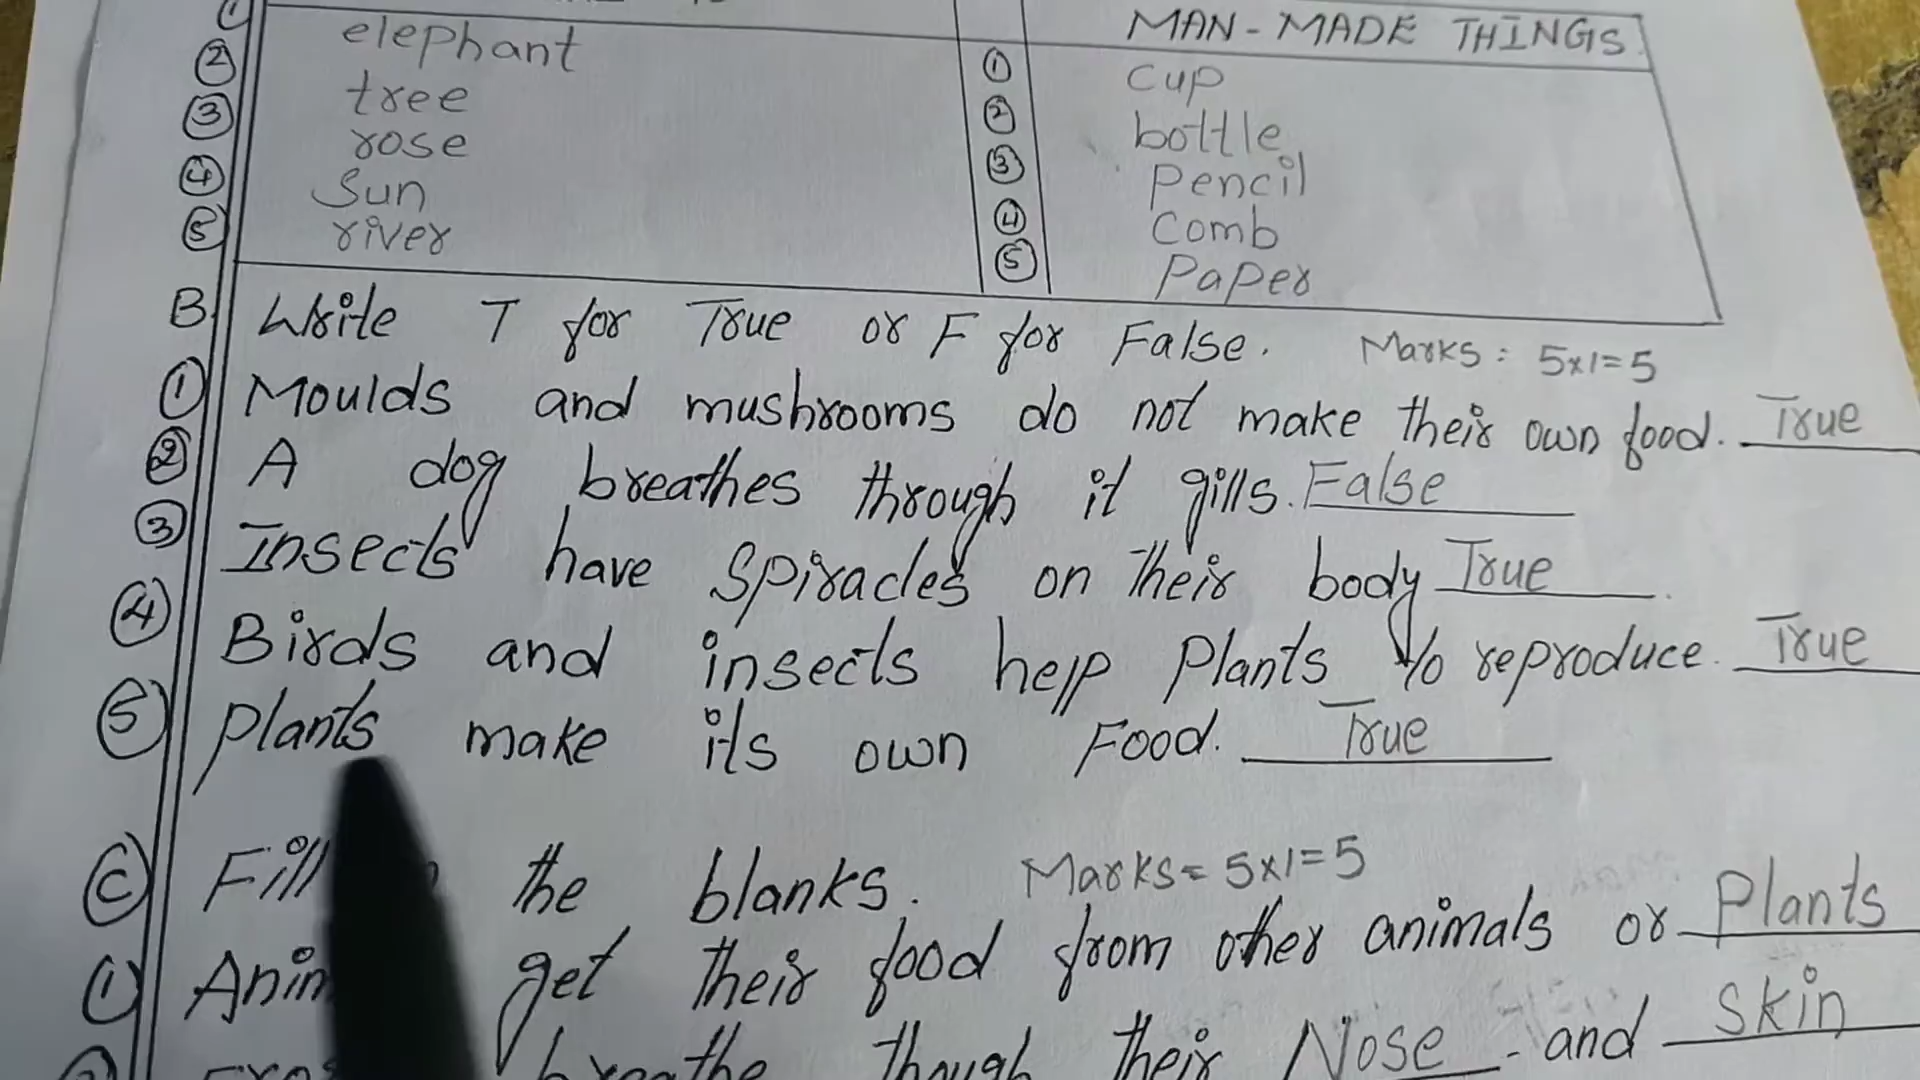 MAN-MADE THINGS
① elephant
② tree
③ rose
④ Sun
⑤ river
① Cup
② bottle
③ Pencil
④ Comb
⑤ Paper
B. Write T for True or F for False. Marks: 5x1=5
① Moulds and mushrooms do not make their own food. True
② A dog breathes through it gills. False
③ Insects have Spiracles on their body True
④ Birds and insects help Plants to reproduce. True
⑤ Plants make its own Food. True
Ⓒ Fill the blanks. Marks = 5x1=5
① get their food from other animals or Plants
② breathe though their Nose and Skin